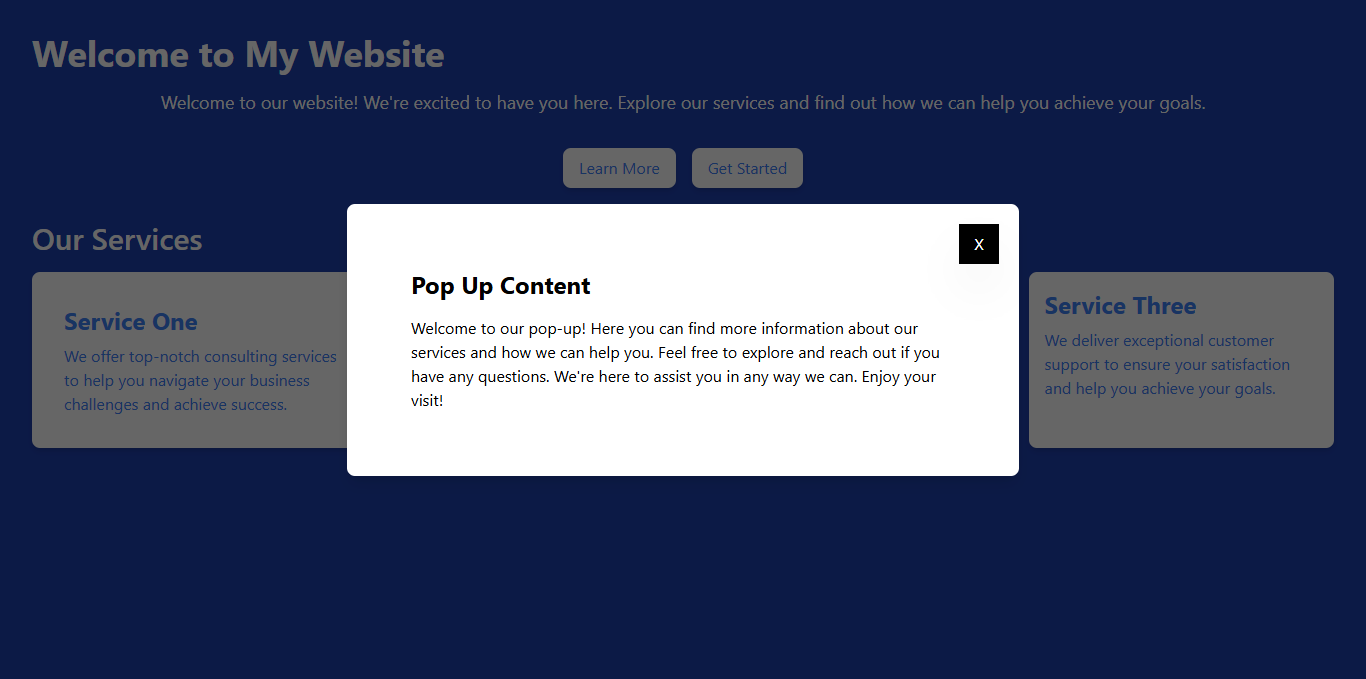 Welcome to My Website
Welcome to our website! We're excited to have you here. Explore our services and find out how we can help you achieve your goals.
Learn More
Get Started
Our Services
Service One
We offer top-notch consulting services
to help you navigate your business
challenges and achieve success.
X
Pop Up Content
Welcome to our pop-up! Here you can find more information about our
services and how we can help you. Feel free to explore and reach out if you
have any questions. We're here to assist you in any way we can. Enjoy your
visit!
Service Three
We deliver exceptional customer
support to ensure your satisfaction
and help you achieve your goals.